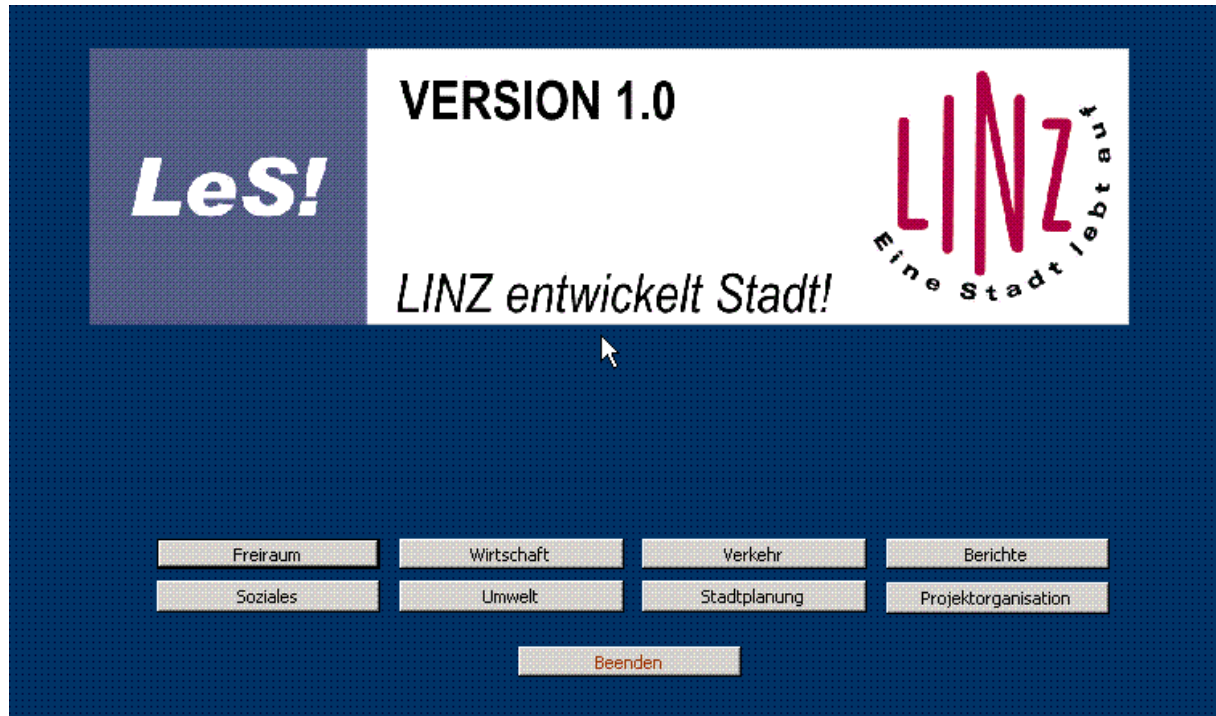 VERSION 1.0
LeS!
LINZ entwickelt Stadt!
LINZ
Eine Stadt lebt auf
Freiraum Wirtschaft Verkehr Berichte
Soziales Umwelt Stadtplanung Projektorganisation
Beenden